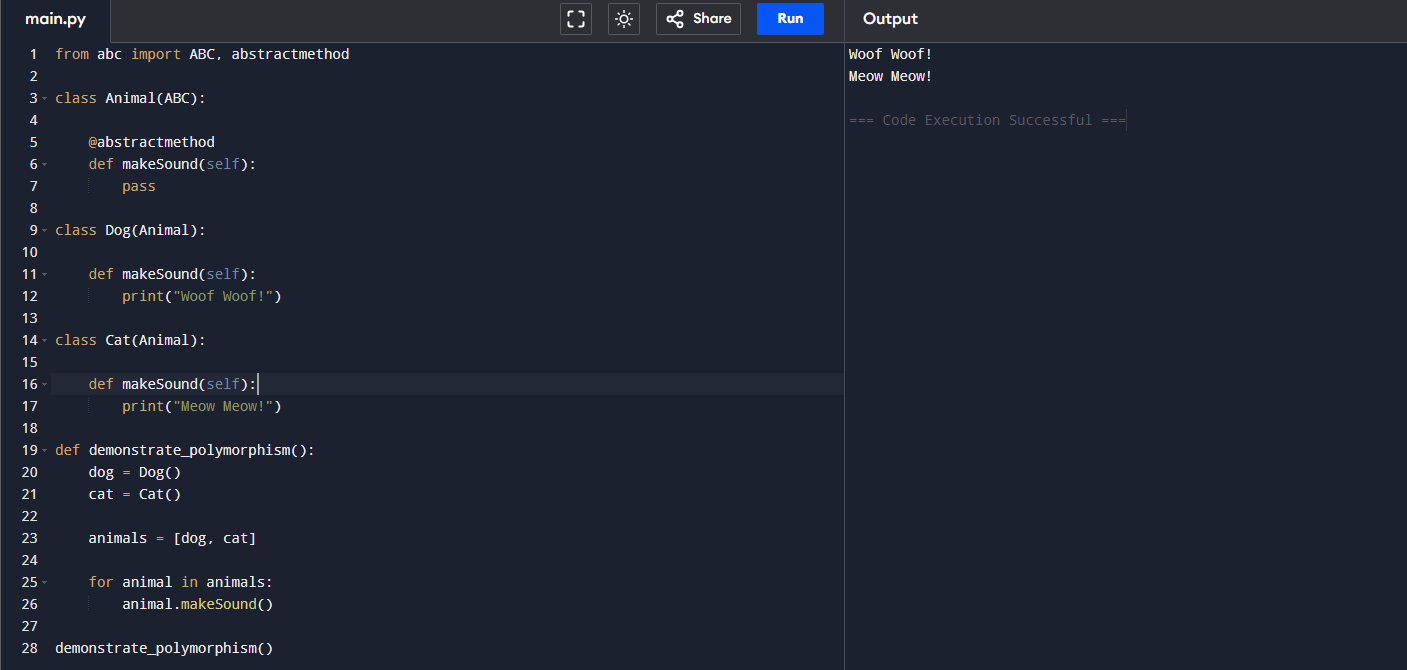 main.py
Share
Run
Output
1 from abc import ABC, abstractmethod
2
3 class Animal(ABC):
4
5     @abstractmethod
6     def makeSound(self):
7         pass
8
9 class Dog(Animal):
10
11     def makeSound(self):
12         print("Woof Woof!")
13
14 class Cat(Animal):
15
16     def makeSound(self):
17         print("Meow Meow!")
18
19 def demonstrate_polymorphism():
20     dog = Dog()
21     cat = Cat()
22
23     animals = [dog, cat]
24
25     for animal in animals:
26         animal.makeSound()
27
28 demonstrate_polymorphism()
Woof Woof!
Meow Meow!
=== Code Execution Successful ===